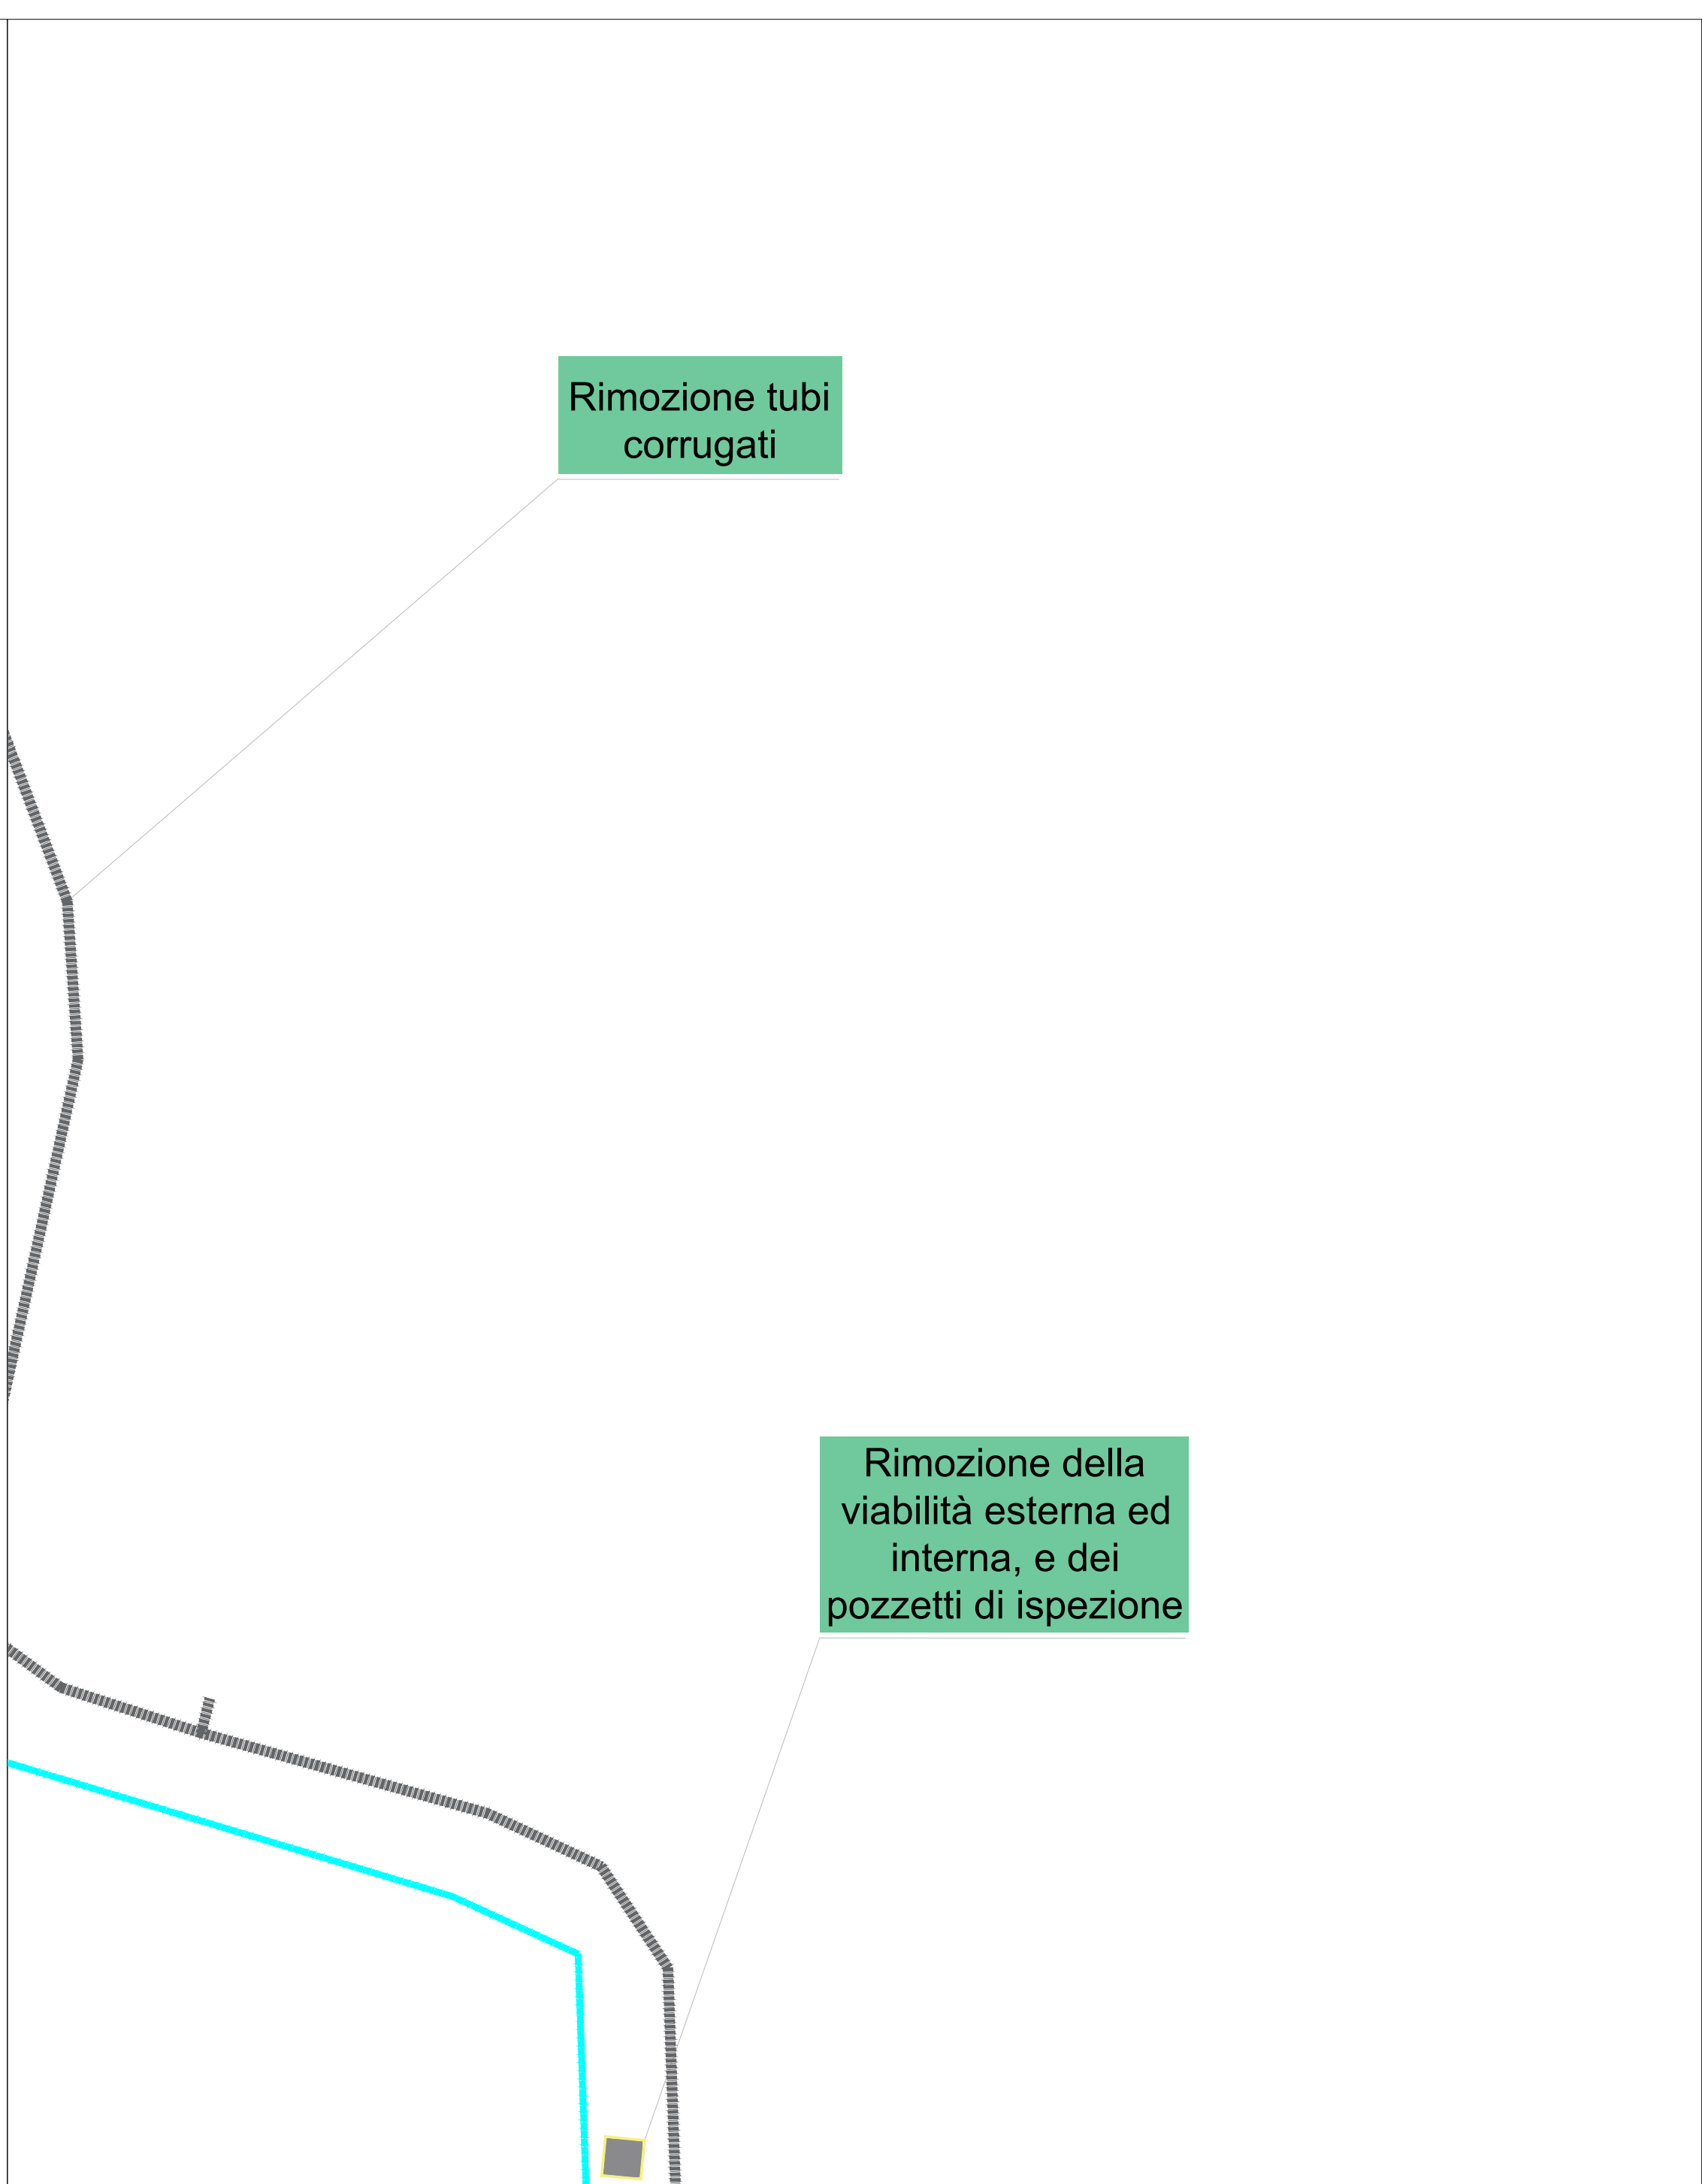 Rimozione tubi
corrugati
Rimozione della
viabilità esterna ed
interna, e dei
pozzetti di ispezione